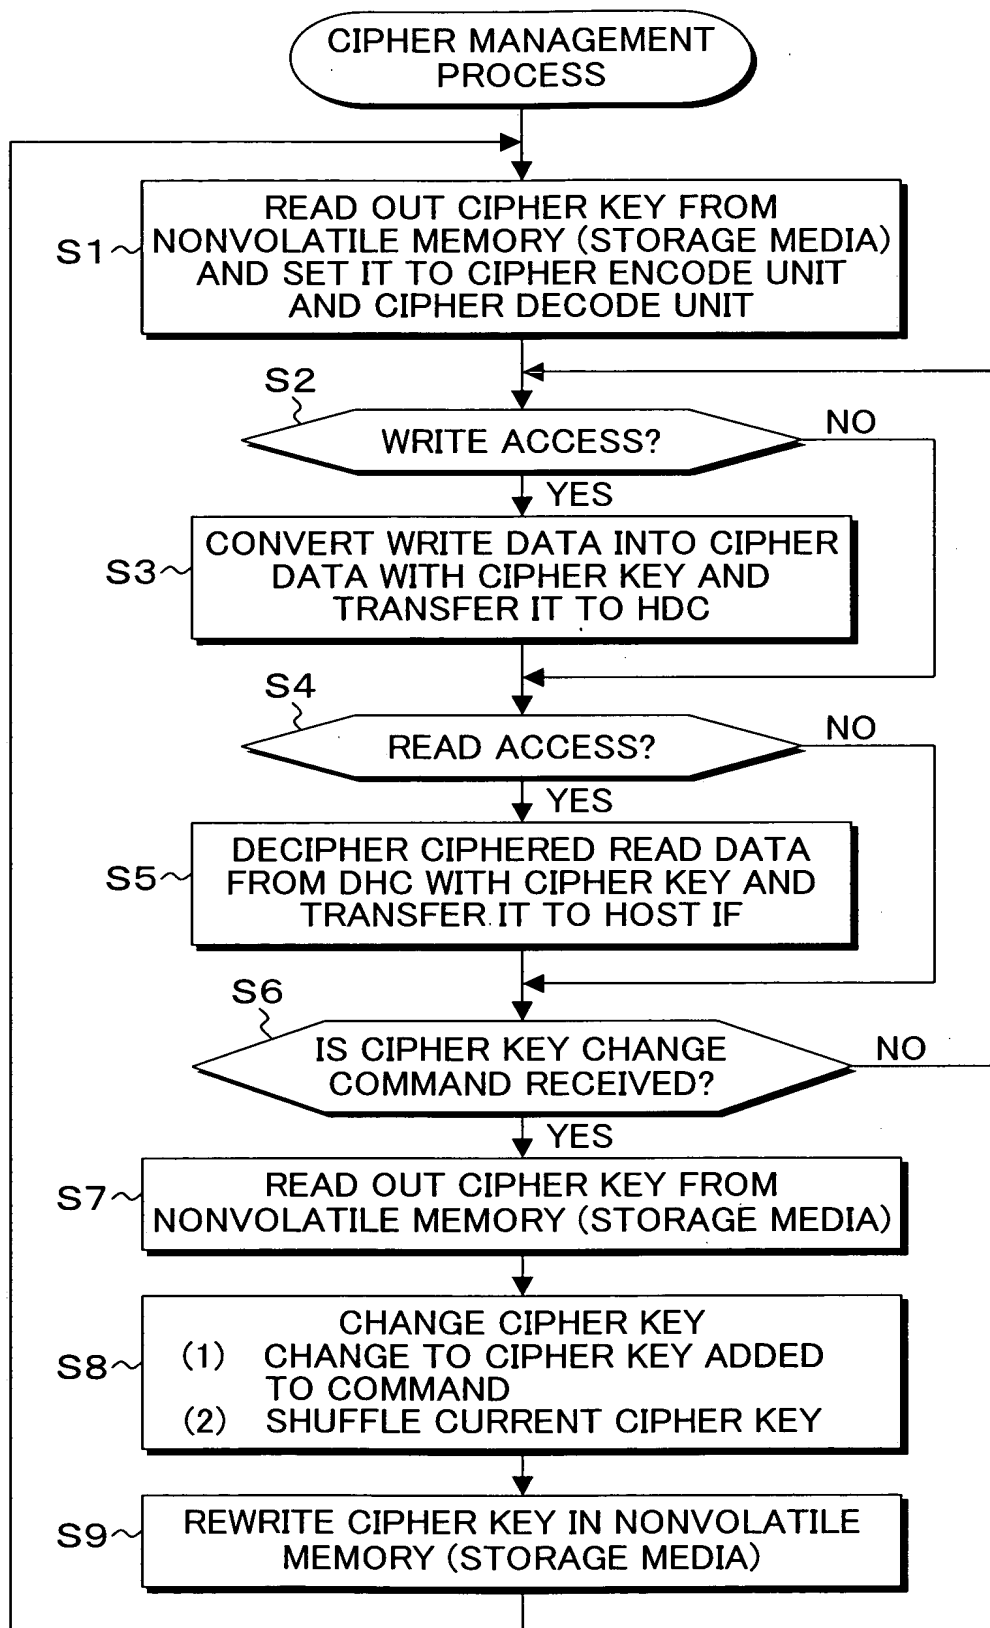 CIPHER MANAGEMENT
PROCESS
S1
READ OUT CIPHER KEY FROM
NONVOLATILE MEMORY (STORAGE MEDIA)
AND SET IT TO CIPHER ENCODE UNIT
AND CIPHER DECODE UNIT
S2
WRITE ACCESS?
NO
YES
S3
CONVERT WRITE DATA INTO CIPHER
DATA WITH CIPHER KEY AND
TRANSFER IT TO HDC
S4
READ ACCESS?
NO
YES
S5
DECIPHER CIPHERED READ DATA
FROM DHC WITH CIPHER KEY AND
TRANSFER IT TO HOST IF
S6
IS CIPHER KEY CHANGE
COMMAND RECEIVED?
NO
YES
S7
READ OUT CIPHER KEY FROM
NONVOLATILE MEMORY (STORAGE MEDIA)
S8
CHANGE CIPHER KEY
(1) CHANGE TO CIPHER KEY ADDED
TO COMMAND
(2) SHUFFLE CURRENT CIPHER KEY
S9
REWRITE CIPHER KEY IN NONVOLATILE
MEMORY (STORAGE MEDIA)